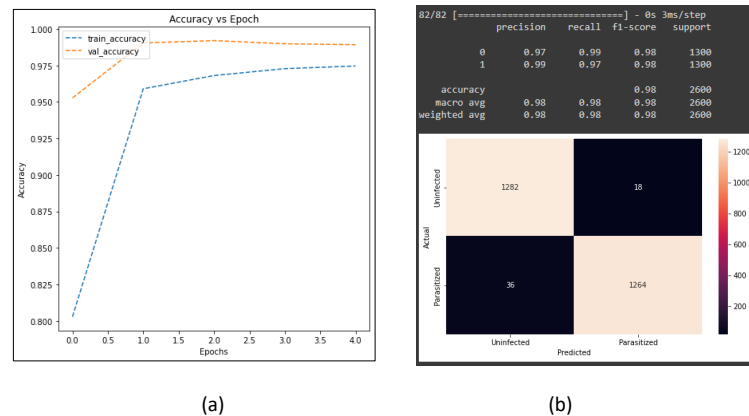 Accuracy vs Epoch
train_accuracy
val_accuracy
1.000
0.975
0.950
0.925
0.900
0.875
0.850
0.825
0.800
Accuracy
0.0 0.5 1.0 1.5 2.0 2.5 3.0 3.5 4.0
Epochs
(a)
82/82 [==============================] - 0s 3ms/step
precision recall f1-score support
0 0.97 0.99 0.98 1300
1 0.99 0.97 0.98 1300
accuracy 0.98 2600
macro avg 0.98 0.98 0.98 2600
weighted avg 0.98 0.98 0.98 2600
Actual
Uninfected
Parasitized
1282 18
36 1264
Uninfected Parasitized
Predicted
1200
1000
800
600
400
200
(b)